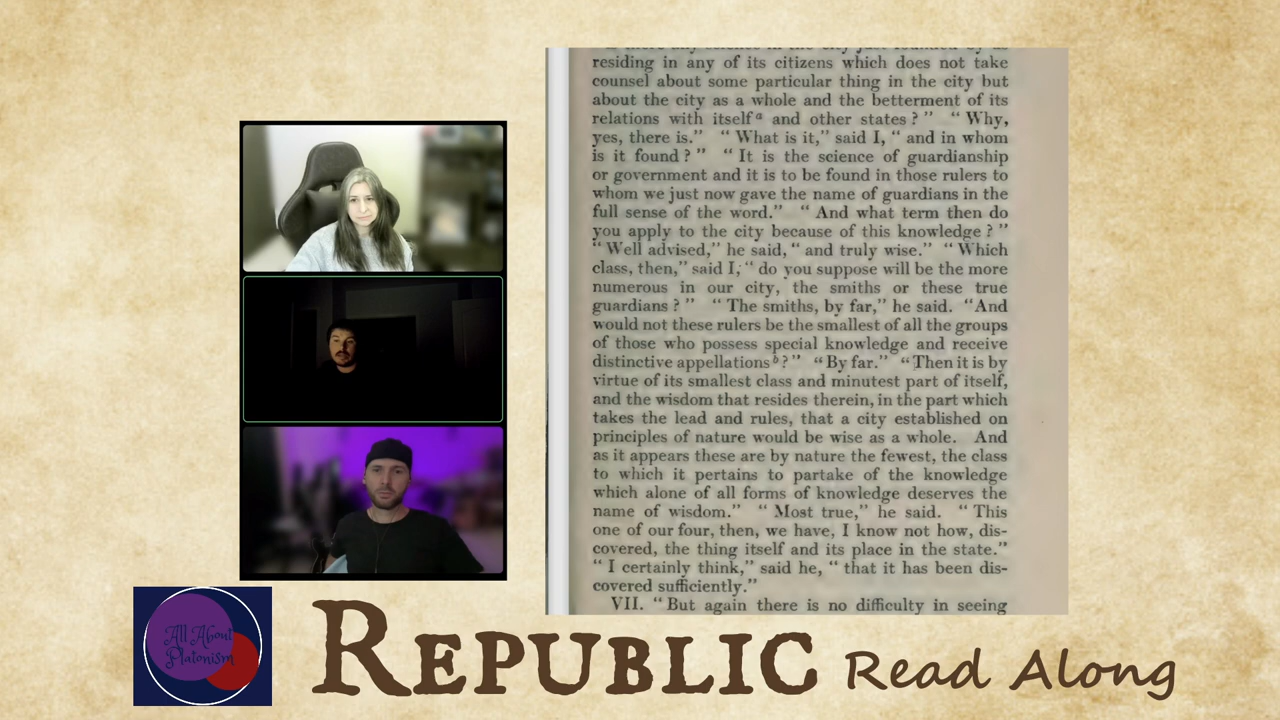 residing in any of its citizens which does not take
counsel about some particular thing in the city but
about the city as a whole and the betterment of its
relations with itselfᵃ and other states ? ” “ Why,
yes, there is.” “ What is it,” said I, “ and in whom
is it found ? ” “ It is the science of guardianship
or government and it is to be found in those rulers to
whom we just now gave the name of guardians in the
full sense of the word.” “ And what term then do
you apply to the city because of this knowledge ? ”
“ Well advised,” he said, “ and truly wise.” “ Which
class, then,” said I, “ do you suppose will be the more
numerous in our city, the smiths or these true
guardians ? ” “ The smiths, by far,” he said. “And
would not these rulers be the smallest of all the groups
of those who possess special knowledge and receive
distinctive appellationsᵇ ? ” “ By far.” “ Then it is by
virtue of its smallest class and minutest part of itself,
and the wisdom that resides therein, in the part which
takes the lead and rules, that a city established on
principles of nature would be wise as a whole. And
as it appears these are by nature the fewest, the class
to which it pertains to partake of the knowledge
which alone of all forms of knowledge deserves the
name of wisdom.” “ Most true,” he said. “ This
one of our four, then, we have, I know not how, dis-
covered, the thing itself and its place in the state.”
“ I certainly think,” said he, “ that it has been dis-
covered sufficiently.”
VII. “ But again there is no difficulty in seeing
All About
Platonism
REPUBLIC Read Along